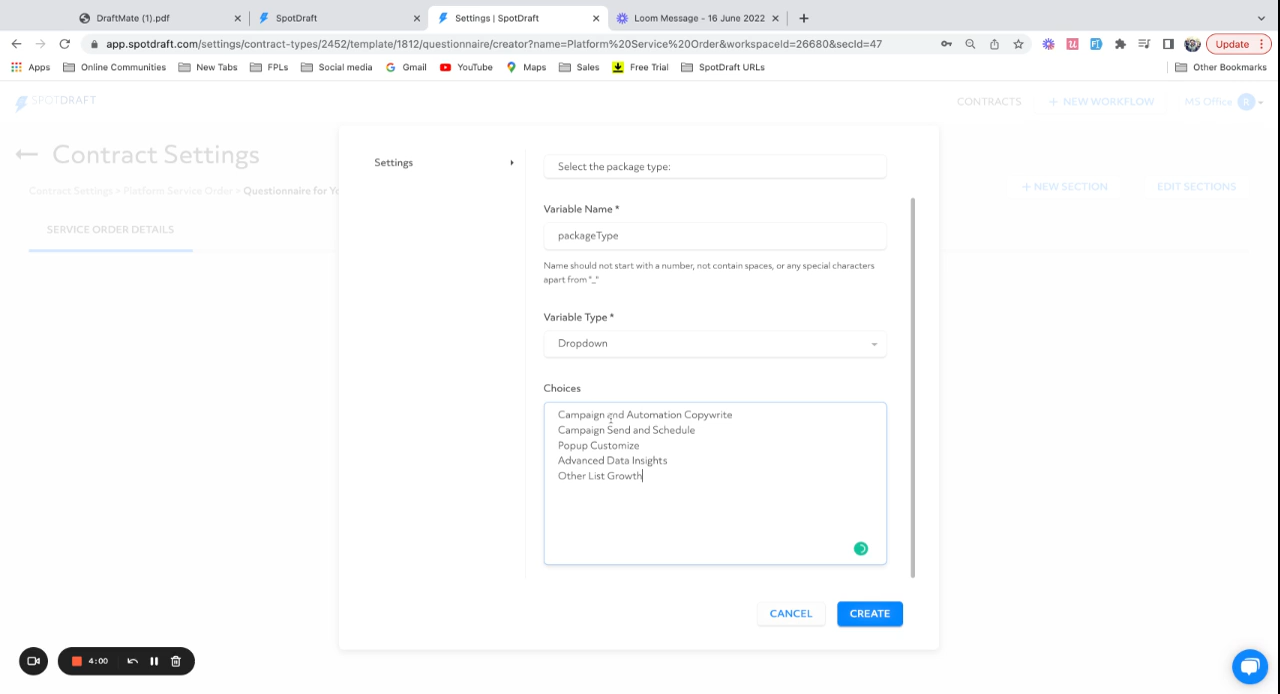 DraftMate (1).pdf
SpotDraft
Settings | SpotDraft
Loom Message - 16 June 2022
app.spotdraft.com/settings/contract-types/2452/template/1812/questionnaire/creator?name=Platform%20Service%20Order&workspaceId=26680&secId=47
Update
Apps
Online Communities
New Tabs
FPLs
Social media
Gmail
YouTube
Maps
Sales
Free Trial
SpotDraft URLs
Other Bookmarks
SPOTDRAFT
CONTRACTS
+ NEW WORKFLOW
MS Office
R
Contract Settings
Contract Settings > Platform Service Order > Questionnaire for Yo
+ NEW SECTION
EDIT SECTIONS
SERVICE ORDER DETAILS
Settings
Select the package type:
Variable Name *
packageType
Name should not start with a number, not contain spaces, or any special characters
apart from "_"
Variable Type *
Dropdown
Choices
Campaign and Automation Copywrite
Campaign Send and Schedule
Popup Customize
Advanced Data Insights
Other List Growth
CANCEL
CREATE
4:00